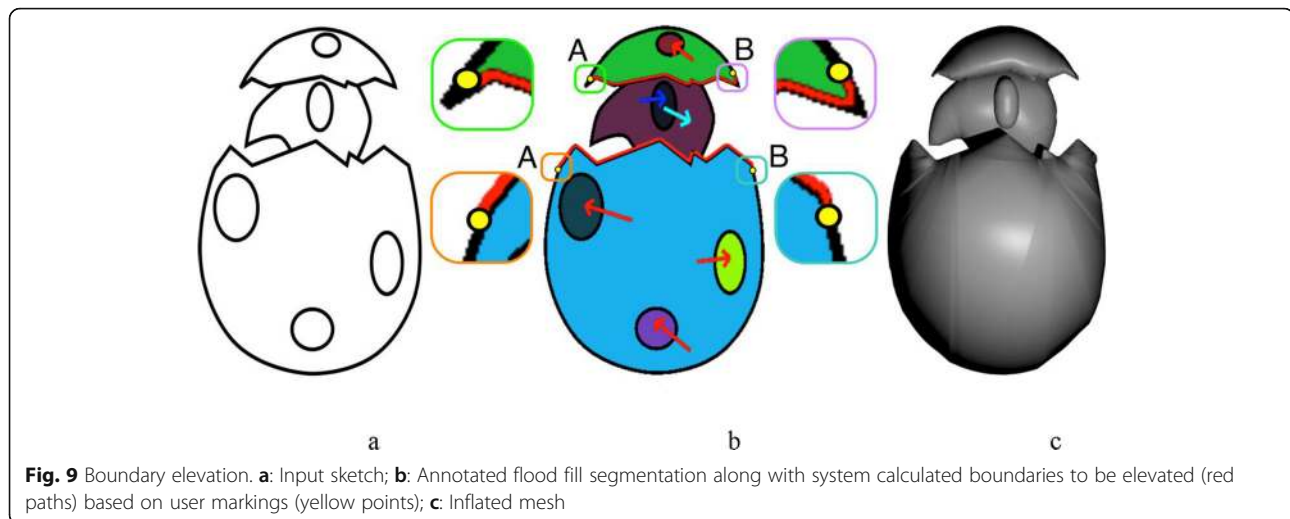 A
B
A
B
a
b
c
Fig. 9 Boundary elevation. a: Input sketch; b: Annotated flood fill segmentation along with system calculated boundaries to be elevated (red
paths) based on user markings (yellow points); c: Inflated mesh